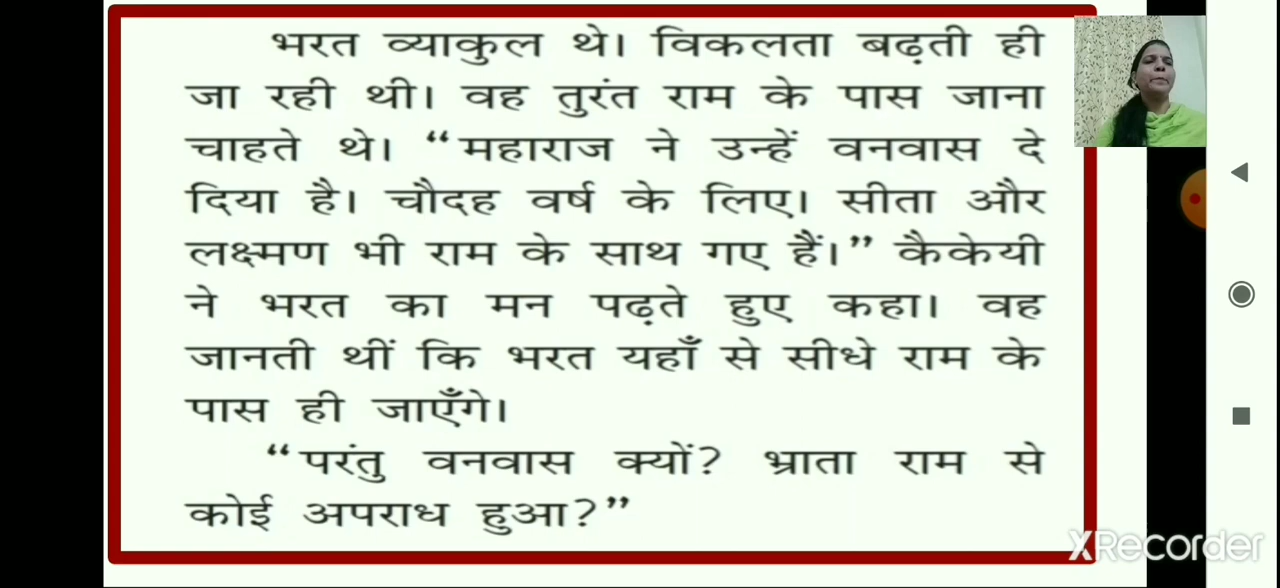 भरत व्याकुल थे। विकलता बढ़ती ही
जा रही थी। वह तुरंत राम के पास जाना
चाहते थे। “महाराज ने उन्हें वनवास दे
दिया है। चौदह वर्ष के लिए। सीता और
लक्ष्मण भी राम के साथ गए हैं।” कैकेयी
ने भरत का मन पढ़ते हुए कहा। वह
जानती थीं कि भरत यहाँ से सीधे राम के
पास ही जाएँगे।
“परंतु वनवास क्यों? भ्राता राम से
कोई अपराध हुआ?”
XRecorder